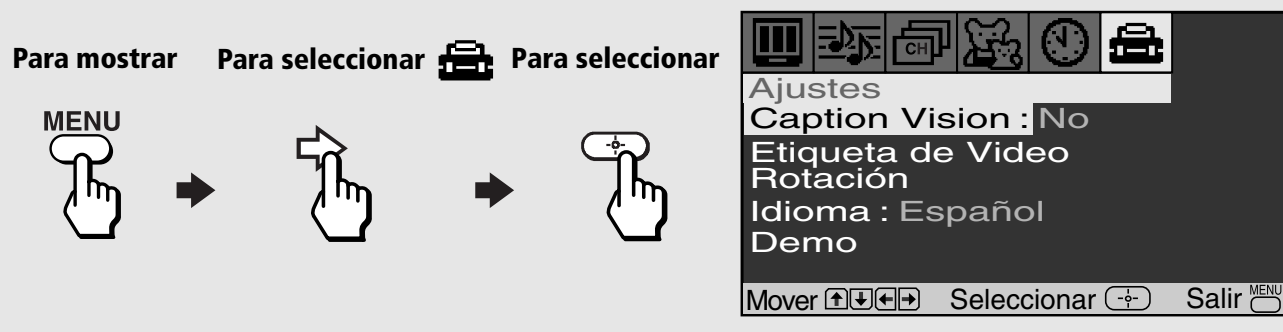 Para mostrar
Para seleccionar
Para seleccionar
MENU
CH
Ajustes
Caption Vision : No
Etiqueta de Video
Rotación
Idioma : Español
Demo
Mover Seleccionar Salir MENU